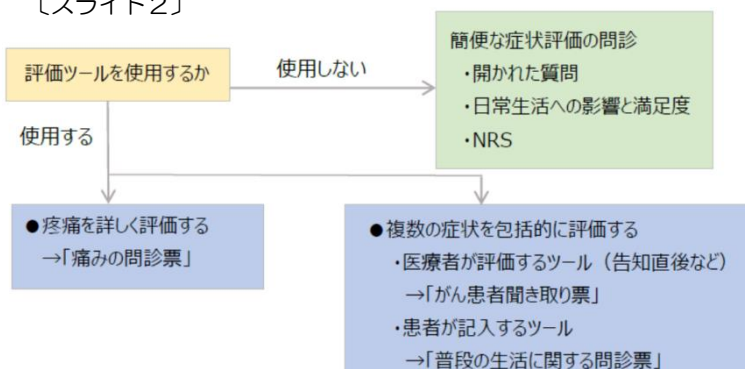 〔スライド2〕
評価ツールを使用するか
使用しない
簡便な症状評価の問診
・開かれた質問
・日常生活への影響と満足度
・NRS
使用する
●疼痛を詳しく評価する
→「痛みの問診票」
●複数の症状を包括的に評価する
・医療者が評価するツール（告知直後など）
→「がん患者聞き取り票」
・患者が記入するツール
→「普段の生活に関する問診票」